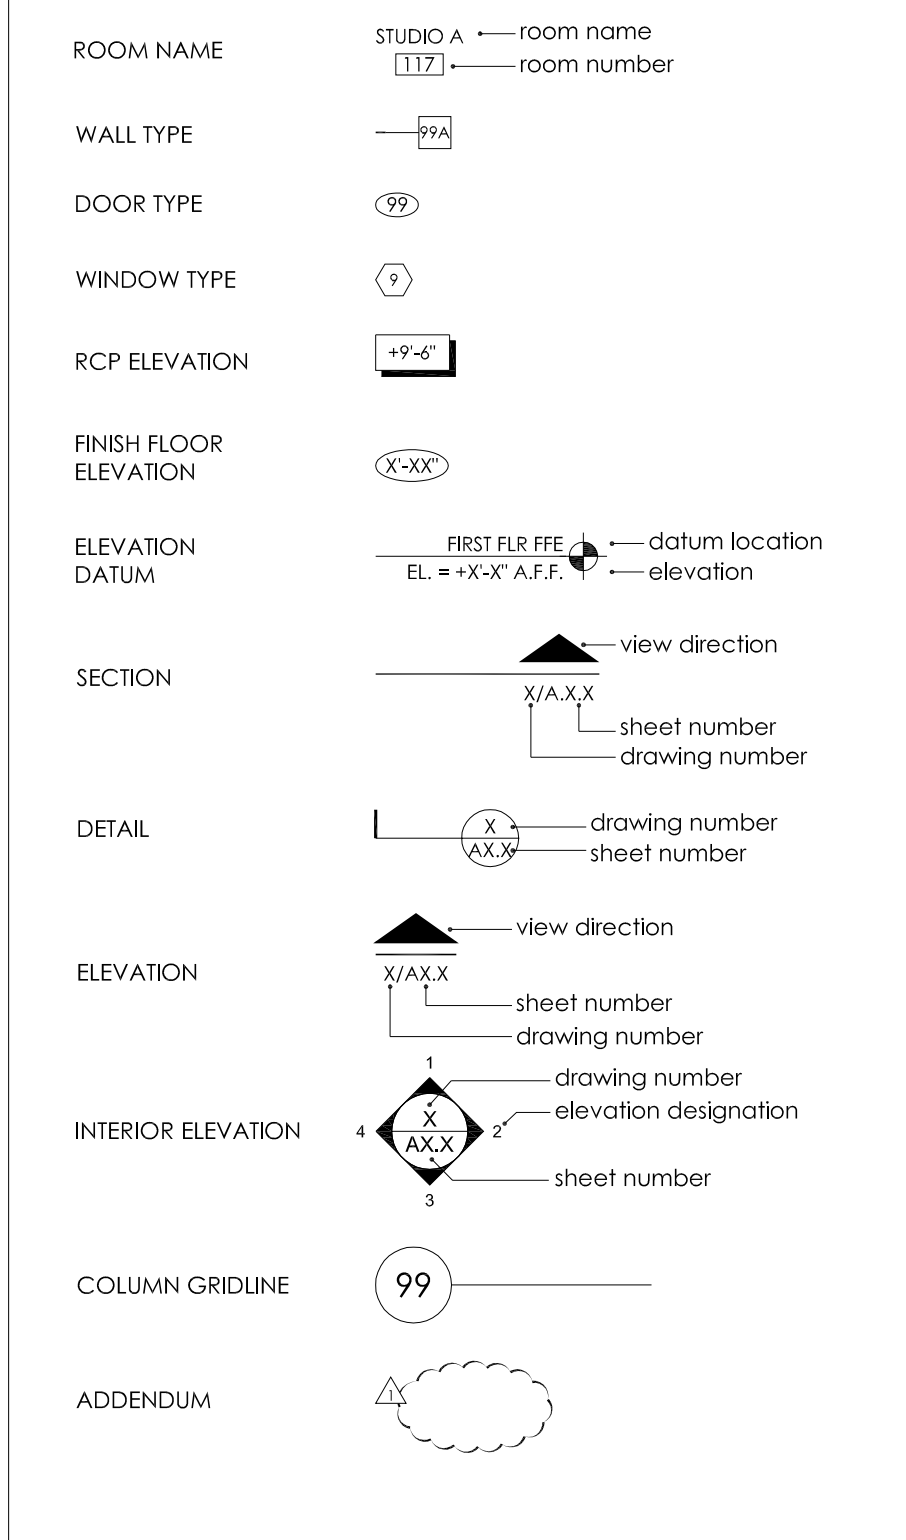 ROOM NAME
STUDIO A room name
117 room number
WALL TYPE
99A
DOOR TYPE
99
WINDOW TYPE
9
RCP ELEVATION
+9'-6"
FINISH FLOOR
ELEVATION
X'-XX"
ELEVATION
DATUM
FIRST FLR FFE datum location
EL. = +X'-X" A.F.F. elevation
SECTION
view direction
X/A.X.X
sheet number
drawing number
DETAIL
X drawing number
AX.X sheet number
ELEVATION
view direction
X/AX.X
sheet number
drawing number
INTERIOR ELEVATION
1
drawing number
elevation designation
X
4 2
AX.X
sheet number
3
COLUMN GRIDLINE
99
ADDENDUM
1